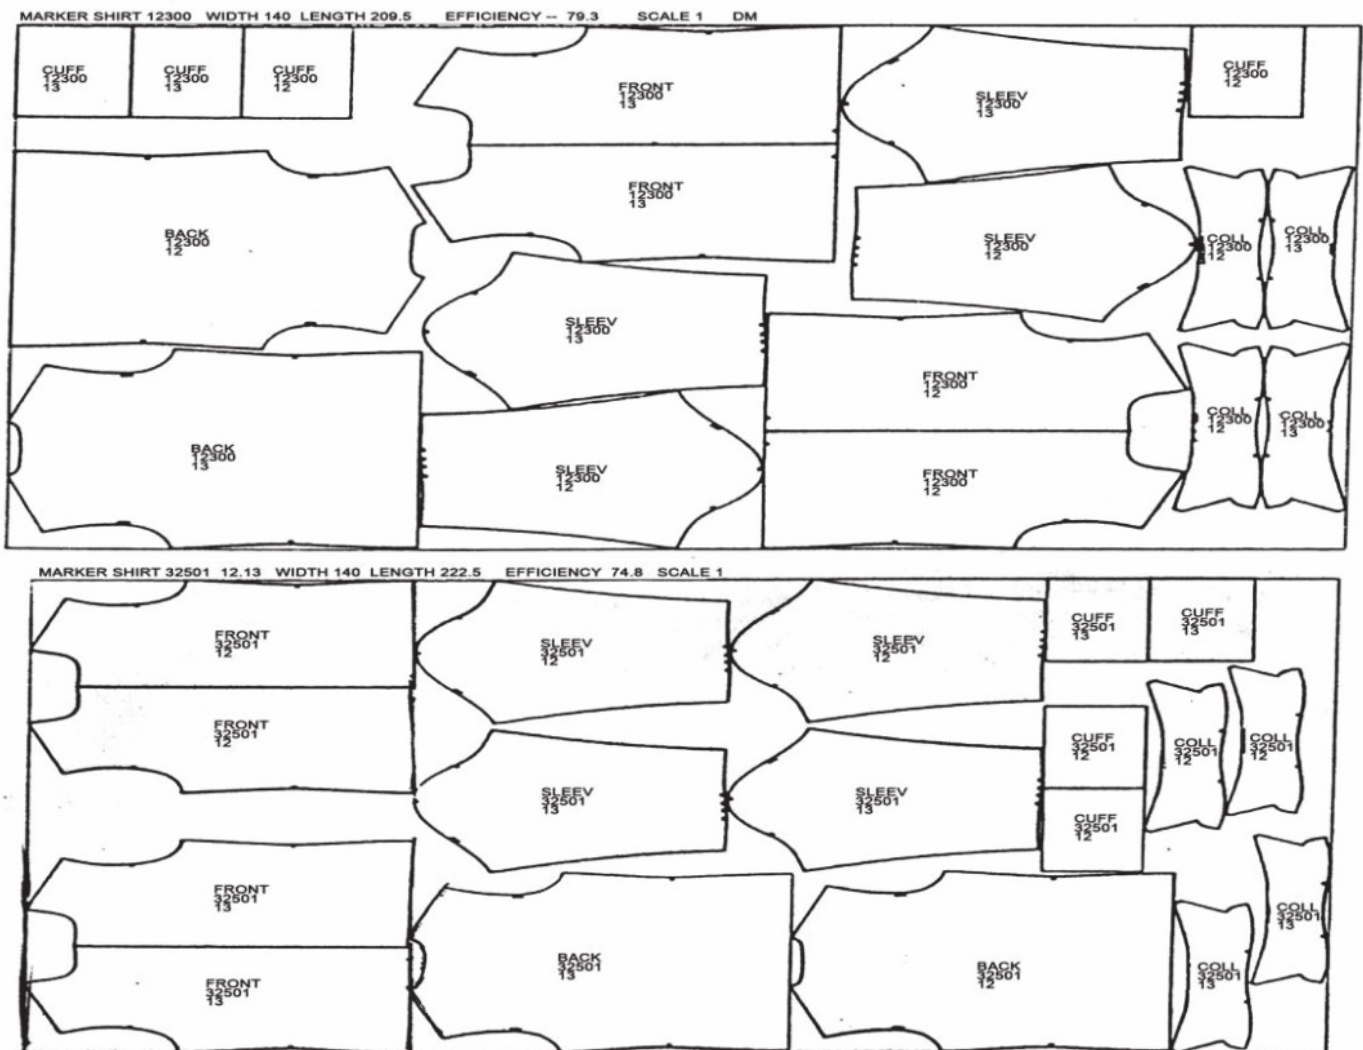 MARKER SHIRT 12300 WIDTH 140 LENGTH 209.5 EFFICIENCY -- 79.3 SCALE 1 DM
CUFF
12300
13
CUFF
12300
13
CUFF
12300
12
FRONT
12300
13
SLEEV
12300
13
CUFF
12300
12
FRONT
12300
13
BACK
12300
12
SLEEV
12300
12
COLL
12300
12
COLL
12300
13
SLEEV
12300
13
FRONT
12300
12
COLL
12300
12
COLL
12300
13
BACK
12300
13
SLEEV
12300
12
FRONT
12300
12
MARKER SHIRT 32501 12.13 WIDTH 140 LENGTH 222.5 EFFICIENCY 74.8 SCALE 1
FRONT
32501
12
SLEEV
32501
12
SLEEV
32501
12
CUFF
32501
13
CUFF
32501
13
FRONT
32501
12
CUFF
32501
12
COLL
32501
12
COLL
32501
12
SLEEV
32501
13
SLEEV
32501
13
CUFF
32501
12
FRONT
32501
13
COLL
32501
13
BACK
32501
13
BACK
32501
12
COLL
32501
13
FRONT
32501
13